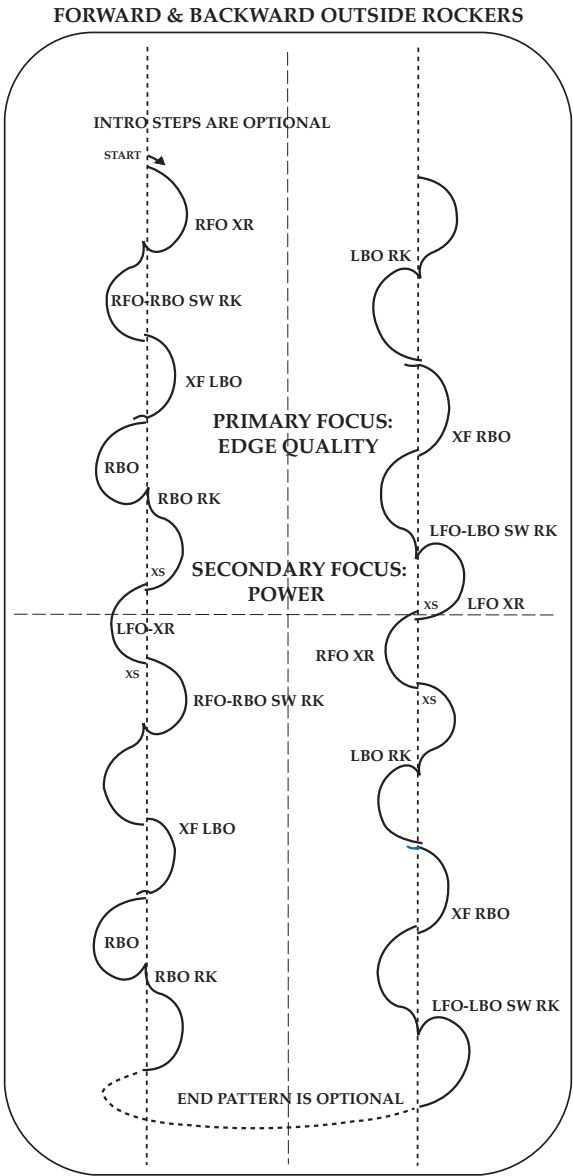 FORWARD & BACKWARD OUTSIDE ROCKERS
INTRO STEPS ARE OPTIONAL
START
RFO XR
RFO-RBO SW RK
XF LBO
RBO
RBO RK
XS
LFO-XR
XS
RFO-RBO SW RK
XF LBO
RBO
RBO RK
PRIMARY FOCUS:
EDGE QUALITY
SECONDARY FOCUS:
POWER
LBO RK
XF RBO
LFO-LBO SW RK
LFO XR
XS
RFO XR
XS
LBO RK
XF RBO
LFO-LBO SW RK
END PATTERN IS OPTIONAL